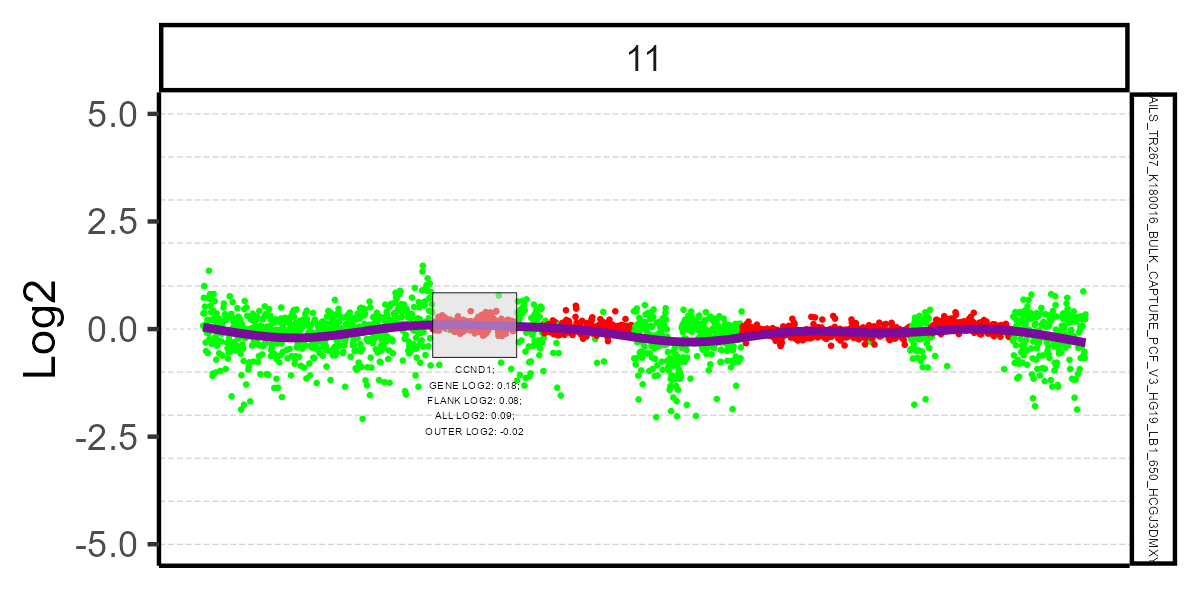 11
5.0
2.5
0.0
-2.5
-5.0
Log2
CCND1;
GENE LOG2: 0.18;
FLANK LOG2: 0.08;
ALL LOG2: 0.09;
OUTER LOG2: -0.02
AILS_TR267_K180016_BULK_CAPTURE_PCF_V3_HG19_LB1_650_HCGJ3DMXY